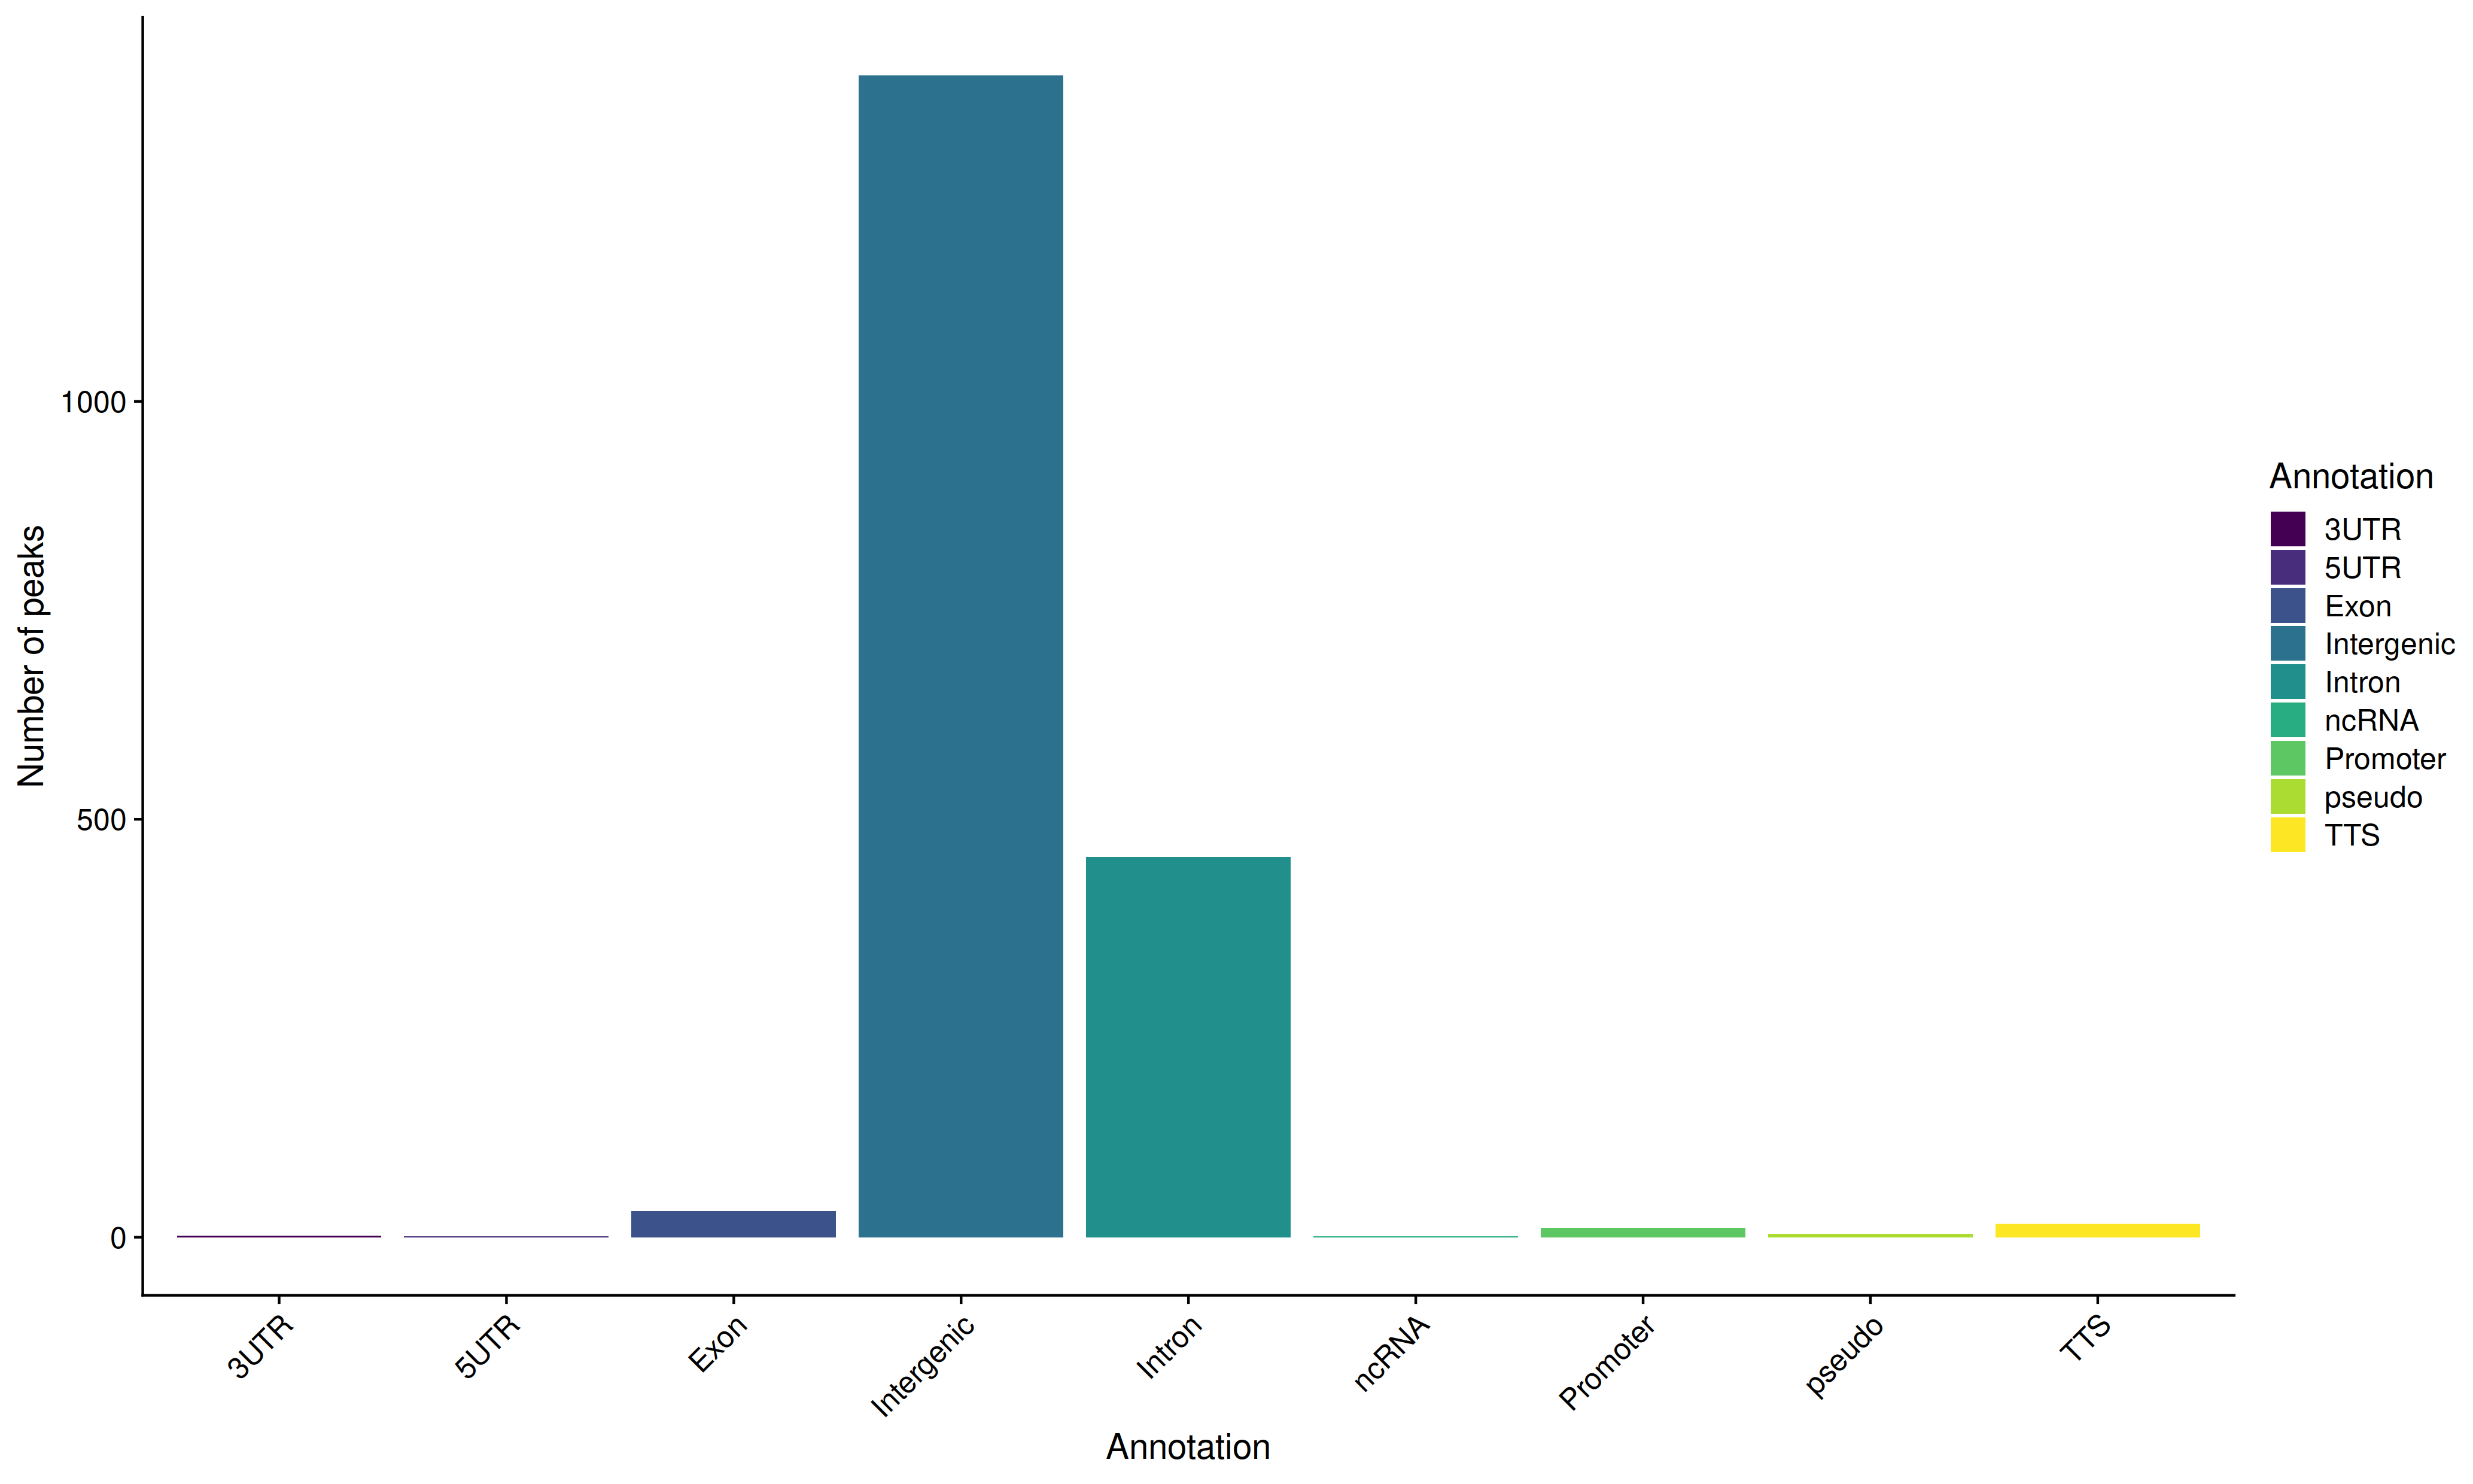 Number of peaks
1000
500
0
3UTR
5UTR
Exon
Intergenic
Intron
ncRNA
Promoter
pseudo
TTS
Annotation
Annotation
3UTR
5UTR
Exon
Intergenic
Intron
ncRNA
Promoter
pseudo
TTS